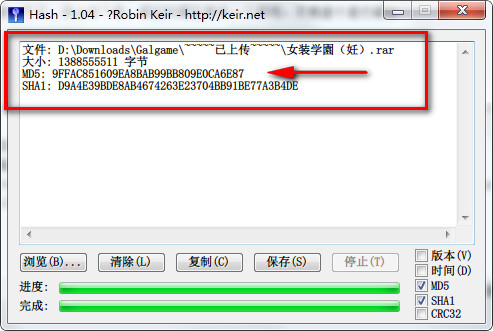 Hash - 1.04 - ?Robin Keir - http://keir.net
文件: D:\Downloads\Galgame\~~~~~已上传~~~~~\女装学園（妊）.rar
大小: 1388555511 字节
MD5: 9FFAC851609EA8BAB99BB809E0CA6E87
SHA1: D9A4E39BDE8AB4674263E23704BB91BE77A3B4DE
浏览(B)... 清除(L) 复制(C) 保存(S) 停止(T)
版本(V)
时间(D)
进度: MD5
完成: SHA1
CRC32